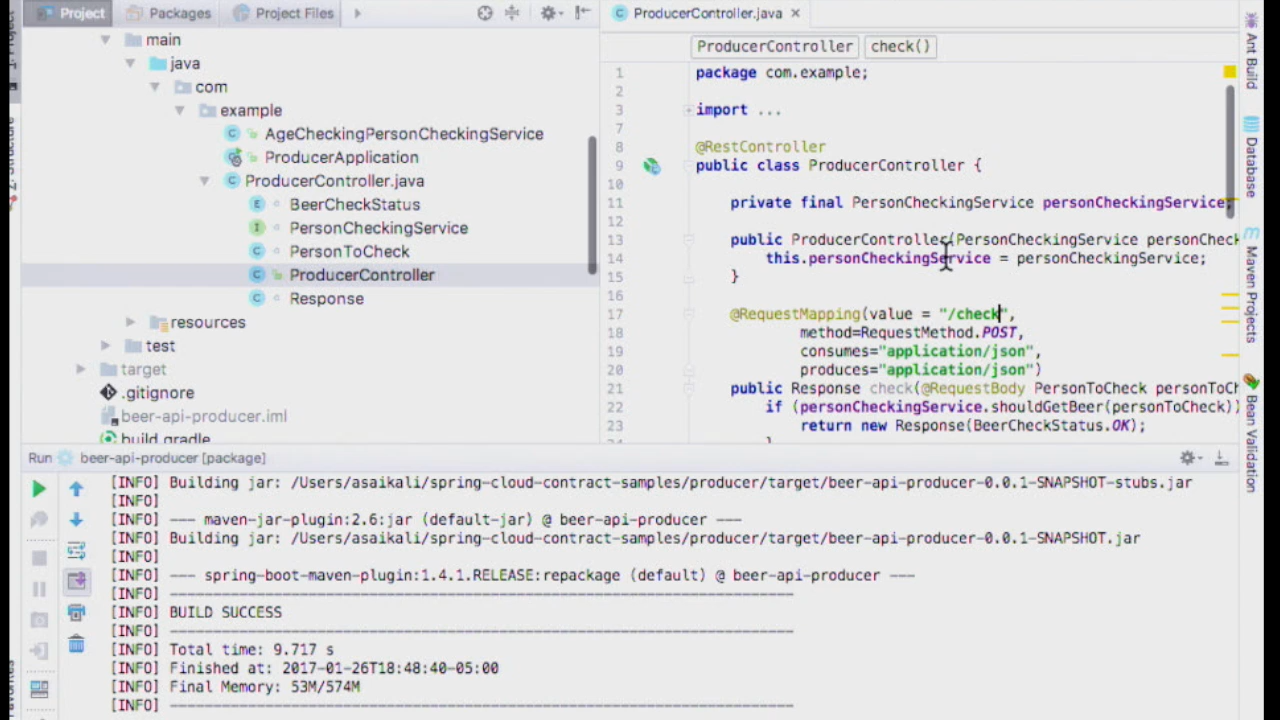 Project
Packages
Project Files
ProducerController.java
main
java
com
example
AgeCheckingPersonCheckingService
ProducerApplication
ProducerController.java
BeerCheckStatus
PersonCheckingService
PersonToCheck
ProducerController
Response
resources
test
target
.gitignore
beer-api-producer.iml
build.gradle
ProducerController check()
1 package com.example;
2
3 import ...
7
8 @RestController
9 public class ProducerController {
10
11 private final PersonCheckingService personCheckingService;
12
13 public ProducerController(PersonCheckingService personCheck
14 this.personCheckingService = personCheckingService;
15 }
16
17 @RequestMapping(value = "/check",
18 method=RequestMethod.POST,
19 consumes="application/json",
20 produces="application/json")
21 public Response check(@RequestBody PersonToCheck personToCh
22 if (personCheckingService.shouldGetBeer(personToCheck))
23 return new Response(BeerCheckStatus.OK);
}
Ant Build
Database
Maven Projects
Bean Validation
Run beer-api-producer [package]
[INFO] Building jar: /Users/asaikali/spring-cloud-contract-samples/producer/target/beer-api-producer-0.0.1-SNAPSHOT-stubs.jar
[INFO]
[INFO] --- maven-jar-plugin:2.6:jar (default-jar) @ beer-api-producer ---
[INFO] Building jar: /Users/asaikali/spring-cloud-contract-samples/producer/target/beer-api-producer-0.0.1-SNAPSHOT.jar
[INFO]
[INFO] --- spring-boot-maven-plugin:1.4.1.RELEASE:repackage (default) @ beer-api-producer ---
[INFO] ------------------------------------------------------------------------
[INFO] BUILD SUCCESS
[INFO] ------------------------------------------------------------------------
[INFO] Total time: 9.717 s
[INFO] Finished at: 2017-01-26T18:48:40-05:00
[INFO] Final Memory: 53M/574M
[INFO] ------------------------------------------------------------------------